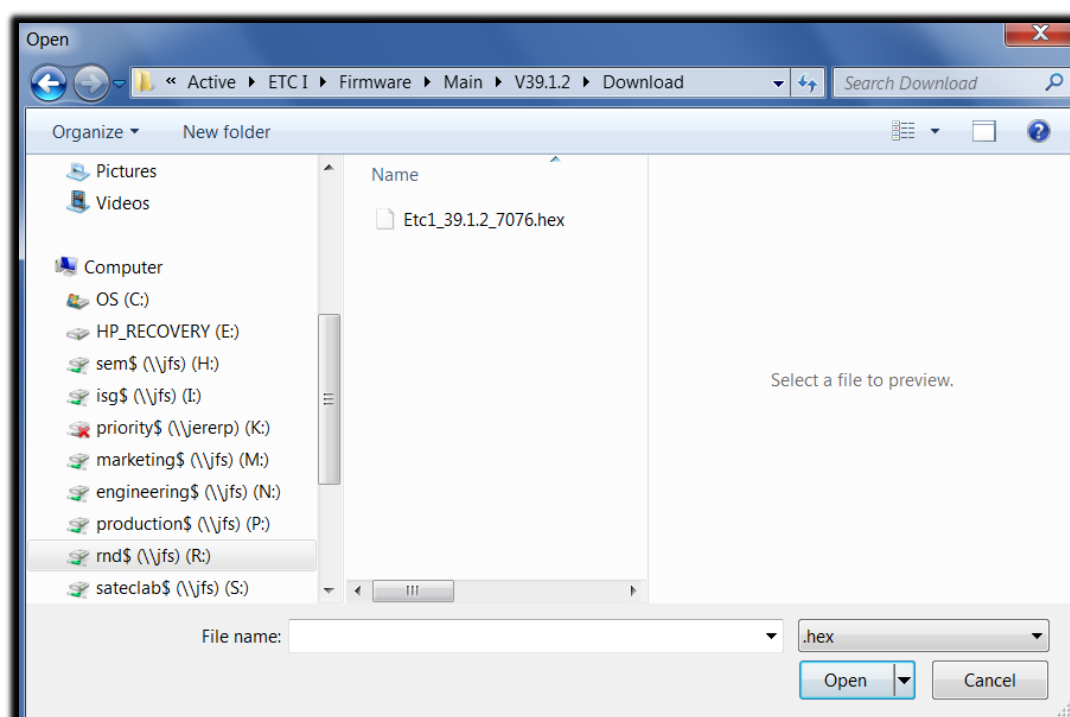 Open
X
« Active ▸ ETC I ▸ Firmware ▸ Main ▸ V39.1.2 ▸ Download
Search Download
Organize ▾ New folder
?
Pictures
Videos
Computer
OS (C:)
HP_RECOVERY (E:)
sem$ (\\jfs) (H:)
isg$ (\\jfs) (I:)
priority$ (\\jererp) (K:)
marketing$ (\\jfs) (M:)
engineering$ (\\jfs) (N:)
production$ (\\jfs) (P:)
rnd$ (\\jfs) (R:)
sateclab$ (\\jfs) (S:)
Name
Etc1_39.1.2_7076.hex
Select a file to preview.
File name:
.hex
Open
Cancel